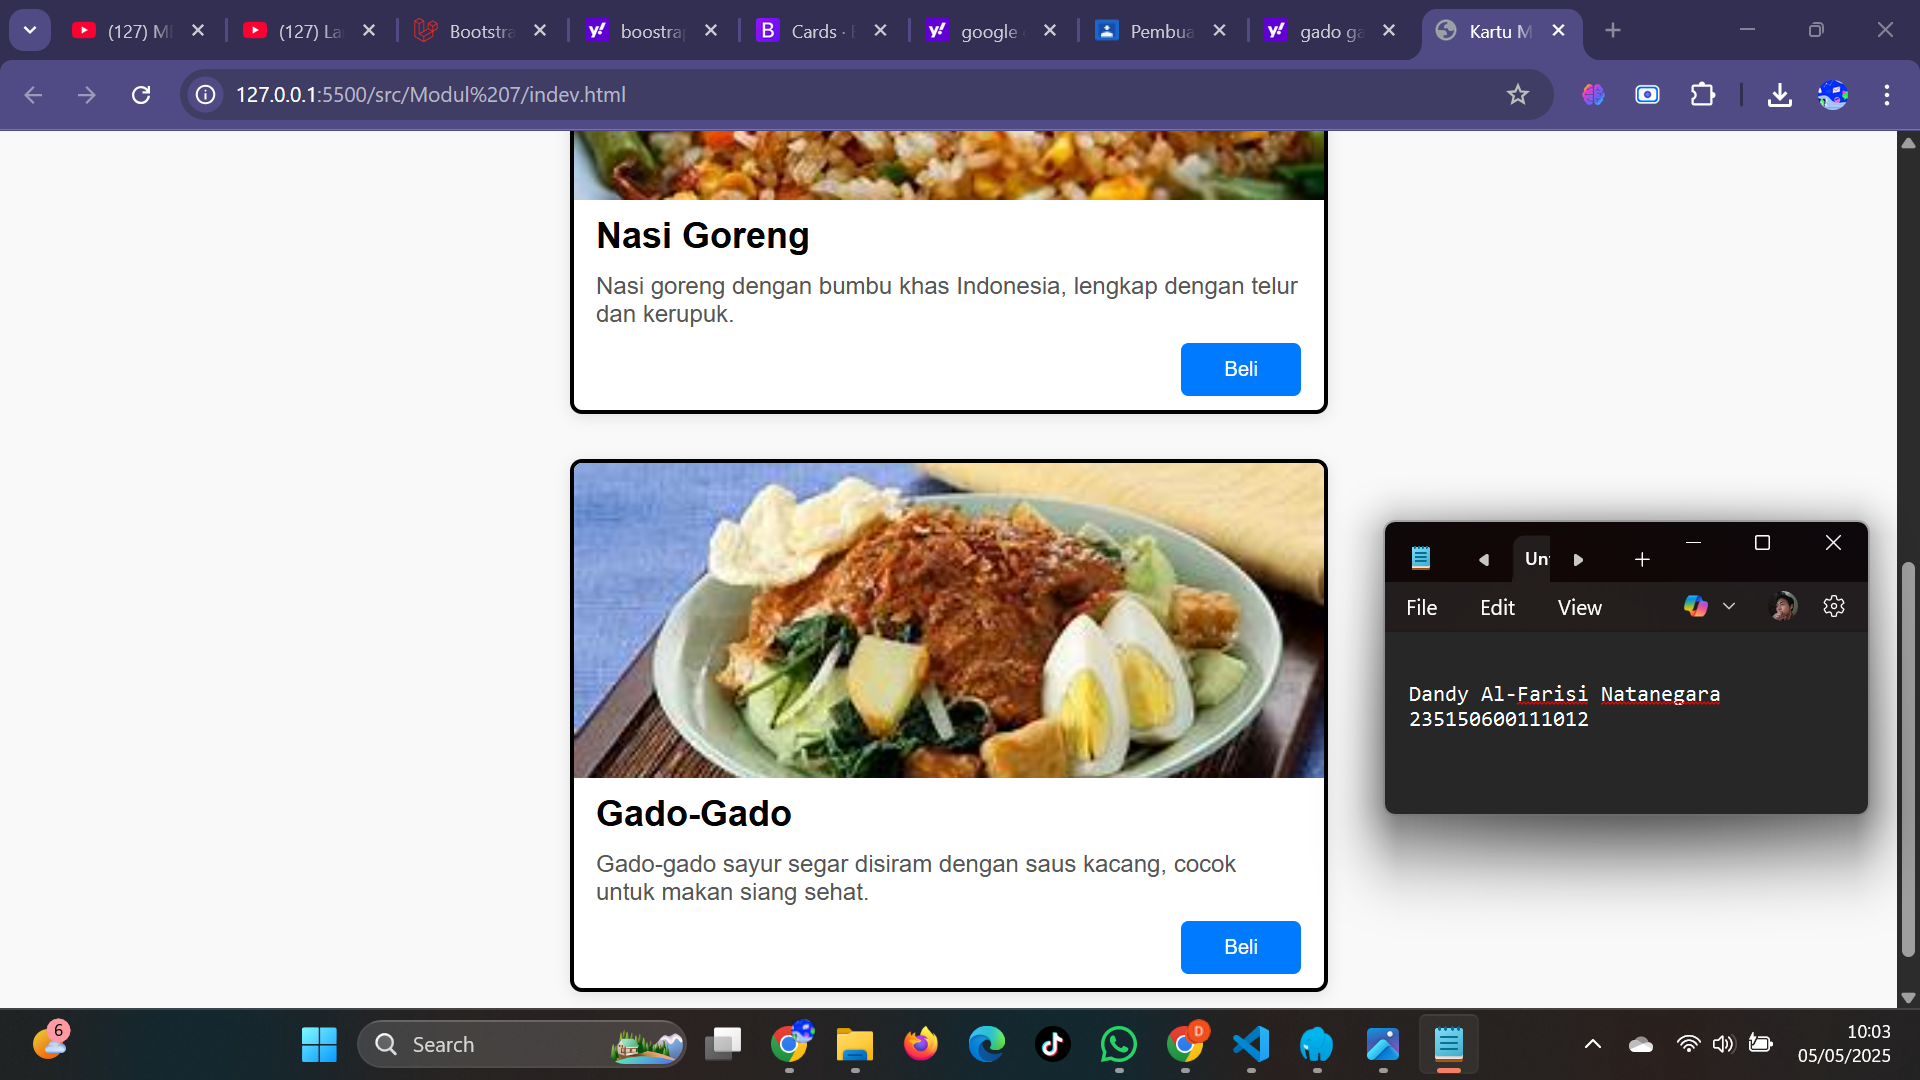 (127) M
(127) La
Bootstra
boostrap
Cards ·
google
Pembua
gado ga
Kartu M
127.0.0.1:5500/src/Modul%207/indev.html
Nasi Goreng
Nasi goreng dengan bumbu khas Indonesia, lengkap dengan telur
dan kerupuk.
Beli
Gado-Gado
Gado-gado sayur segar disiram dengan saus kacang, cocok
untuk makan siang sehat.
Beli
Unt
File Edit View
Dandy Al-Farisi Natanegara
235150600111012
6
Search
D
10:03
05/05/2025